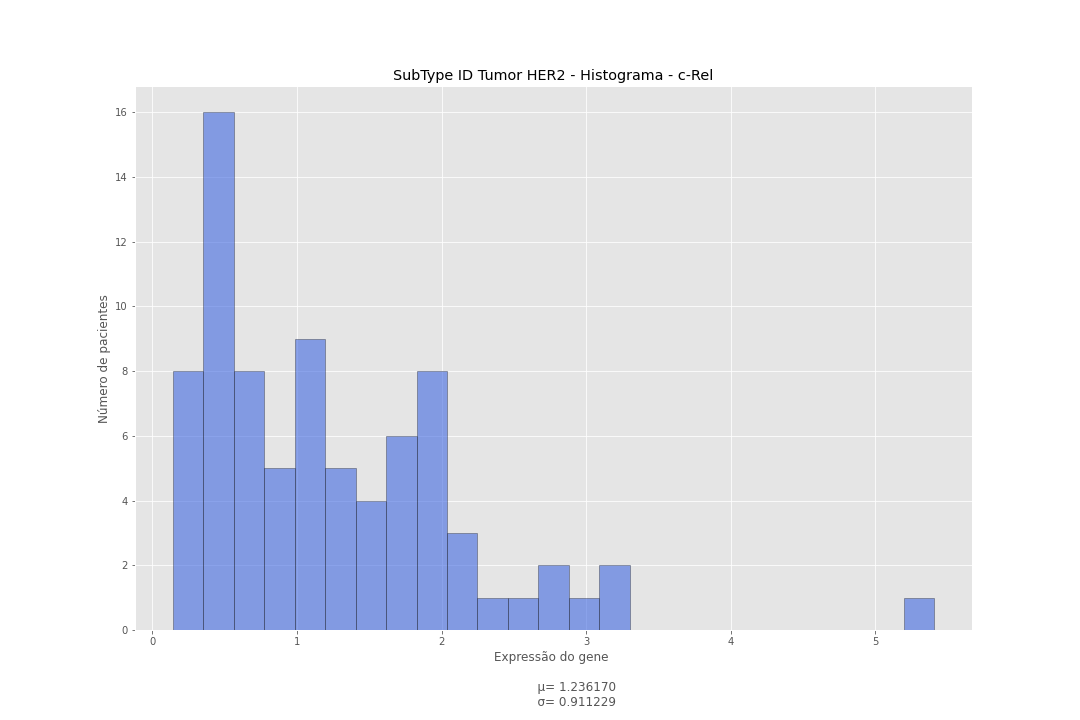 SubType ID Tumor HER2 - Histograma - c-Rel
16
14
12
10
8
6
4
2
0
Número de pacientes
0 1 2 3 4 5
Expressão do gene
μ= 1.236170
σ= 0.911229